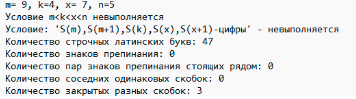 m= 9, k=4, x= 7, n=5
Условие m<k<x<n невыполняется
Условие: 'S(m),S(m+1),S(k),S(x),S(x+1)-цифры' - невыполняется
Количество строчных латинских букв: 47
Количество знаков препинания: 0
Количество пар знаков препинания стоящих рядом: 0
Количество соседних одинаковых скобок: 0
Количество закрытых разных скобок: 3